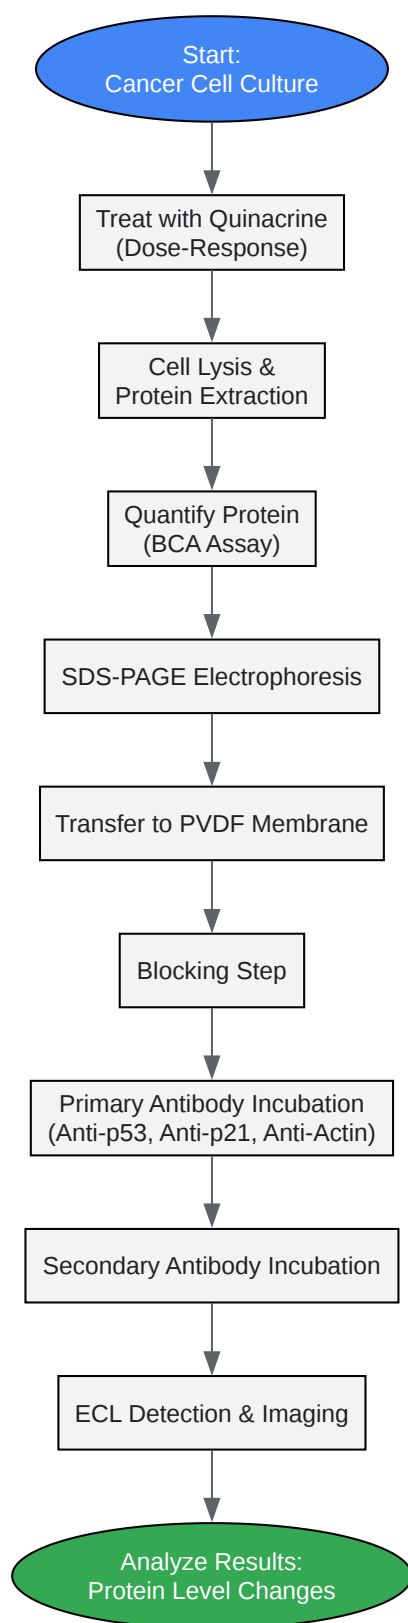 Start:
Cancer Cell Culture
Treat with Quinacrine
(Dose-Response)
Cell Lysis &
Protein Extraction
Quantify Protein
(BCA Assay)
SDS-PAGE Electrophoresis
Transfer to PVDF Membrane
Blocking Step
Primary Antibody Incubation
(Anti-p53, Anti-p21, Anti-Actin)
Secondary Antibody Incubation
ECL Detection & Imaging
Analyze Results:
Protein Level Changes